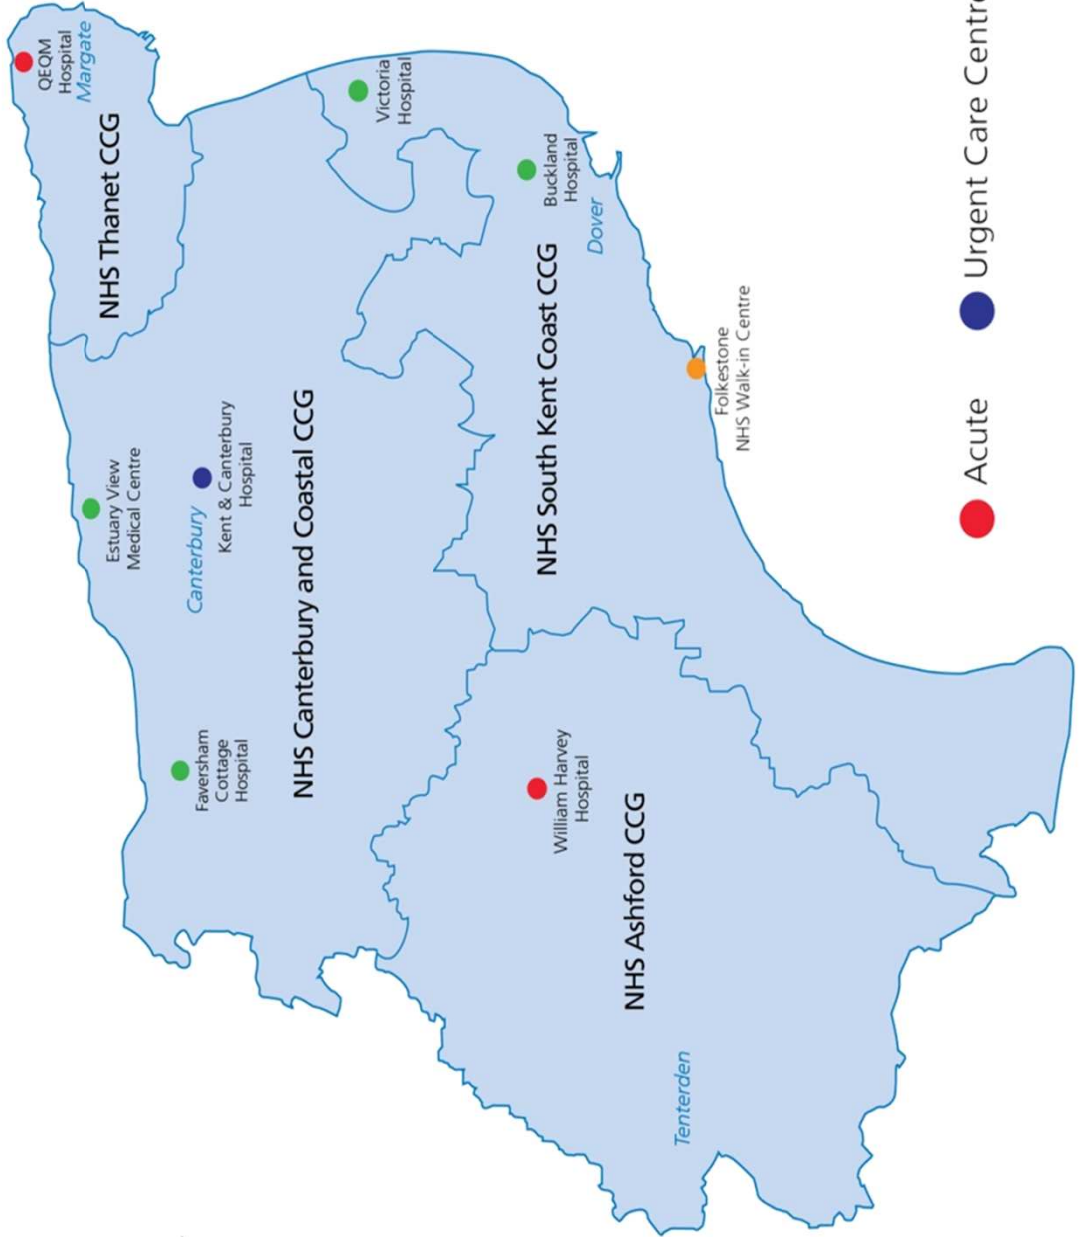 QEQM
Hospital
Margate
NHS Thanet CCG
Estuary View
Medical Centre
Canterbury
Kent & Canterbury
Hospital
Faversham
Cottage
Hospital
NHS Canterbury and Coastal CCG
Victoria
Hospital
Buckland
Hospital
Dover
NHS South Kent Coast CCG
Folkestone
NHS Walk-in Centre
William Harvey
Hospital
NHS Ashford CCG
Tenterden
Acute
Urgent Care Centre